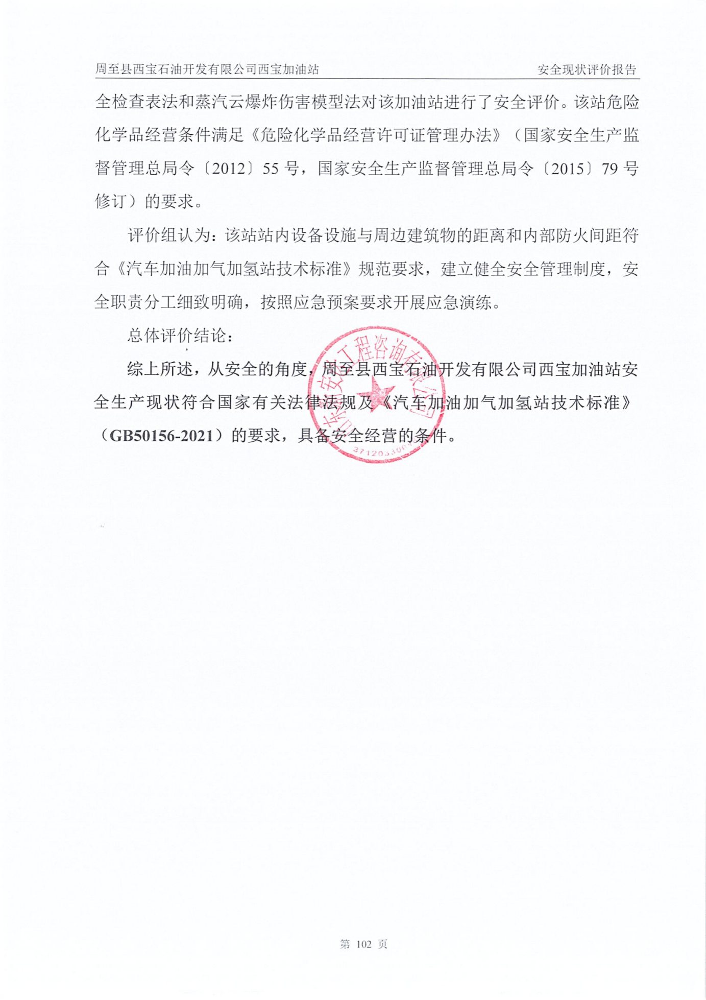 周至县西宝石油开发有限公司西宝加油站
安全现状评价报告
全检查表法和蒸汽云爆炸伤害模型法对该加油站进行了安全评价。该站危险
化学品经营条件满足《危险化学品经营许可证管理办法》（国家安全生产监
督管理总局令〔2012〕55 号，国家安全生产监督管理总局令〔2015〕79 号
修订）的要求。
评价组认为：该站站内设备设施与周边建筑物的距离和内部防火间距符
合《汽车加油加气加氢站技术标准》规范要求，建立健全安全管理制度，安
全职责分工细致明确，按照应急预案要求开展应急演练。
总体评价结论：
综上所述，从安全的角度，周至县西宝石油开发有限公司西宝加油站安
全生产现状符合国家有关法律法规及《汽车加油加气加氢站技术标准》
（GB50156-2021）的要求，具备安全经营的条件。
工程咨询有限公司
第 102 页